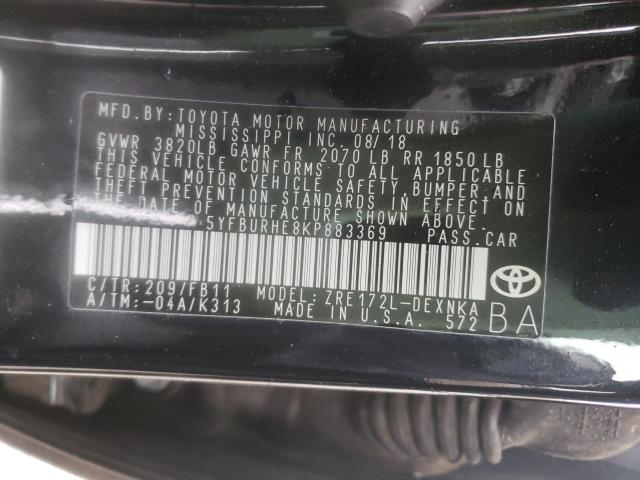 MFD. BY: TOYOTA MOTOR MANUFACTURING
MISSISSIPPI, INC. 08/18
GVWR 3820LB GAWR FR 2070 LB RR 1850 LB
THIS VEHICLE CONFORMS TO ALL APPLICABLE
FEDERAL MOTOR VEHICLE SAFETY, BUMPER AND
THEFT PREVENTION STANDARDS IN EFFECT ON
THE DATE OF MANUFACTURE SHOWN ABOVE.
5YFBURHE8KP883369 PASS. CAR
C/TR: 209/FB11 MODEL: ZRE172L-DEXNKA
A/TM: -04A/K313 MADE IN U.S.A. 572
BA